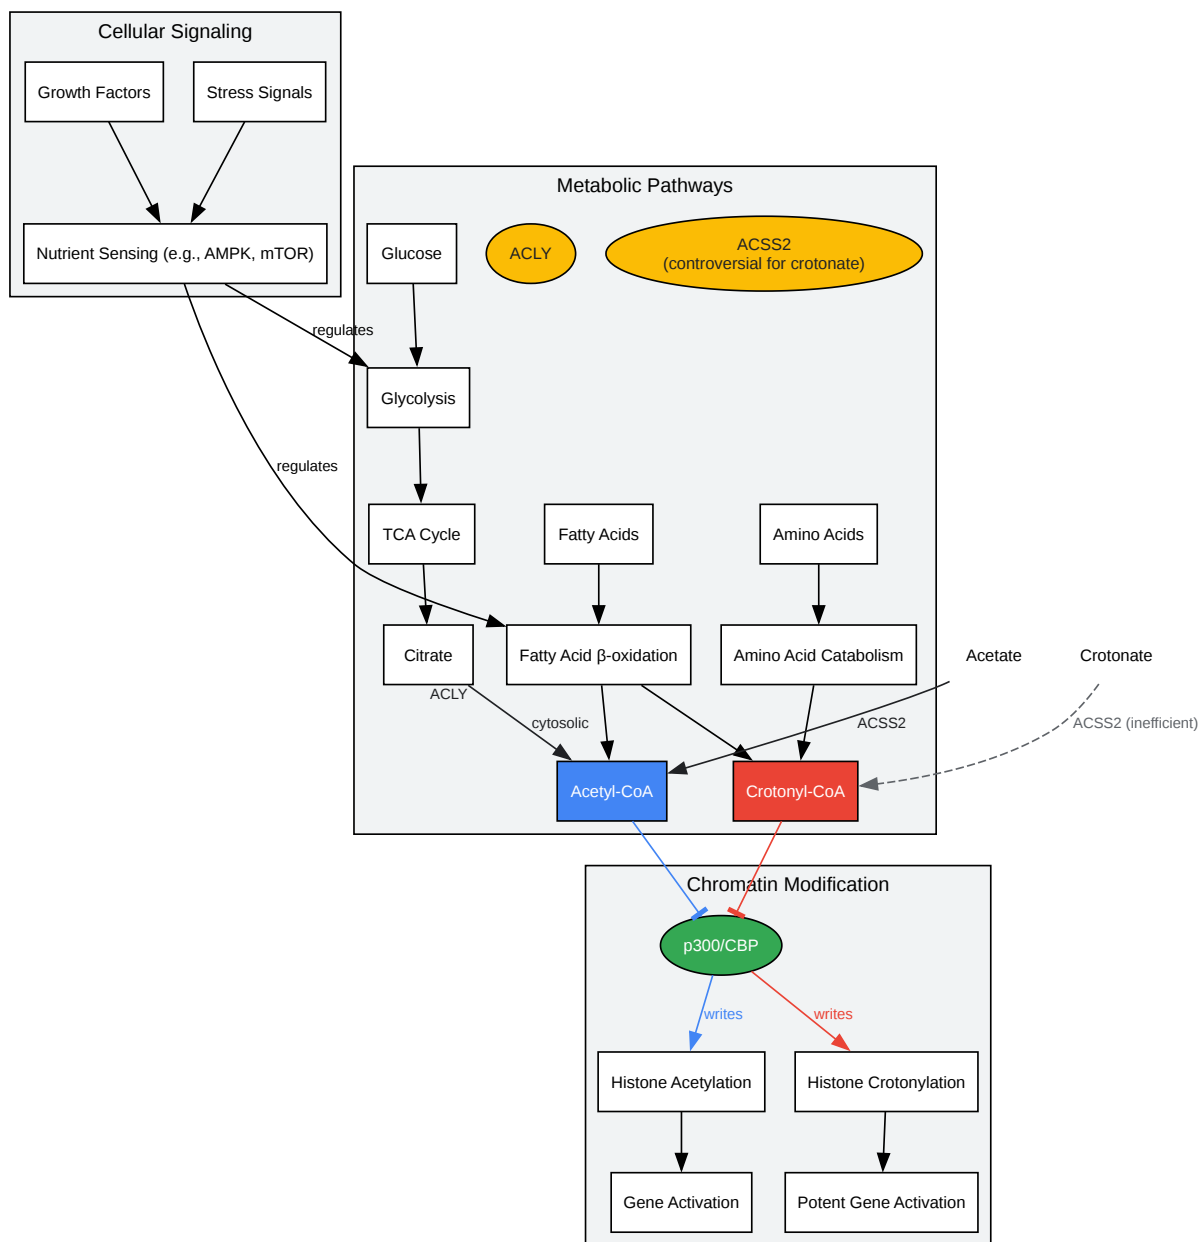 Cellular Signaling
Growth Factors
Stress Signals
Nutrient Sensing (e.g., AMPK, mTOR)
Metabolic Pathways
Glucose
ACLY
ACSS2
(controversial for crotonate)
regulates
Glycolysis
regulates
TCA Cycle
Fatty Acids
Amino Acids
Citrate
Fatty Acid β-oxidation
Amino Acid Catabolism
Acetate
Crotonate
ACLY
cytosolic
ACSS2
ACSS2 (inefficient)
Acetyl-CoA
Crotonyl-CoA
Chromatin Modification
p300/CBP
writes
writes
Histone Acetylation
Histone Crotonylation
Gene Activation
Potent Gene Activation